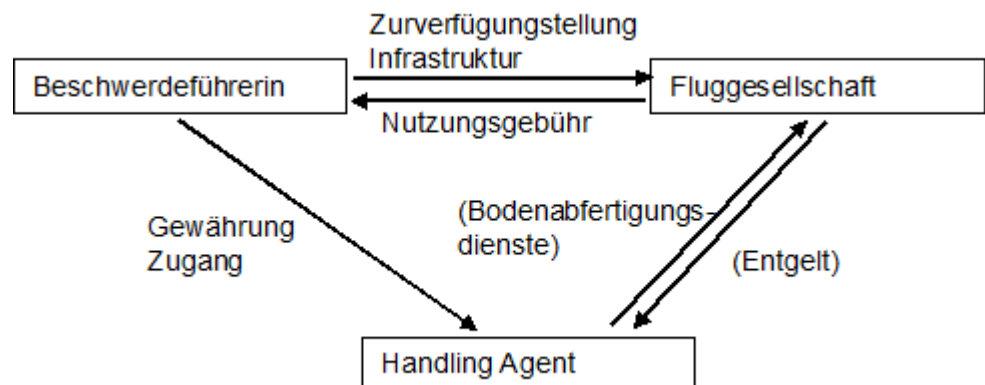 Zurverfügungstellung
Infrastruktur
Beschwerdeführerin
Fluggesellschaft
Nutzungsgebühr
Gewährung
Zugang
(Bodenabfertigungs-
dienste)
(Entgelt)
Handling Agent